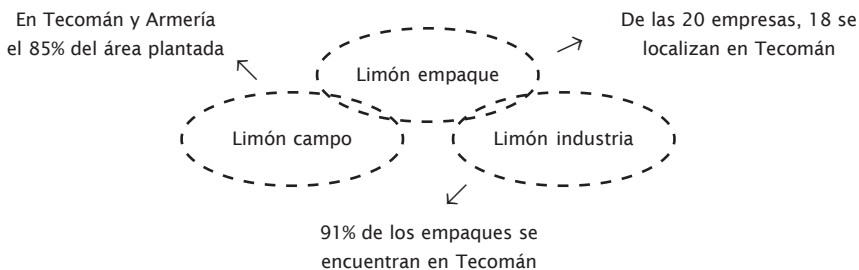 En Tecomán y Armería
el 85% del área plantada
De las 20 empresas, 18 se
localizan en Tecomán
Limón empaque
Limón campo
Limón industria
91% de los empaques se
encuentran en Tecomán